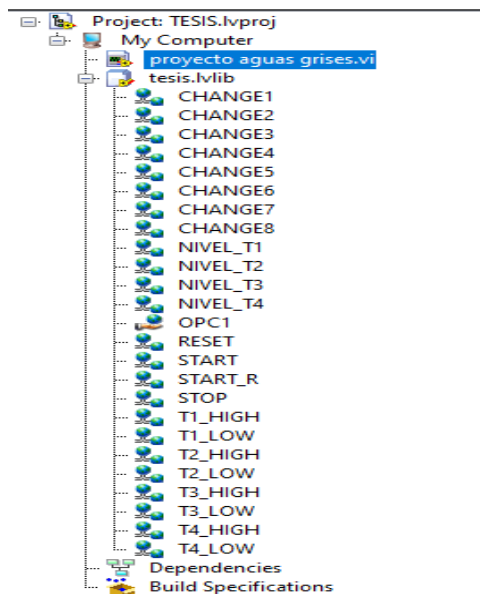 Project: TESIS.lvproj
My Computer
proyecto aguas grises.vi
tesis.lvlib
CHANGE1
CHANGE2
CHANGE3
CHANGE4
CHANGE5
CHANGE6
CHANGE7
CHANGE8
NIVEL_T1
NIVEL_T2
NIVEL_T3
NIVEL_T4
OPC1
RESET
START
START_R
STOP
T1_HIGH
T1_LOW
T2_HIGH
T2_LOW
T3_HIGH
T3_LOW
T4_HIGH
T4_LOW
Dependencies
Build Specifications